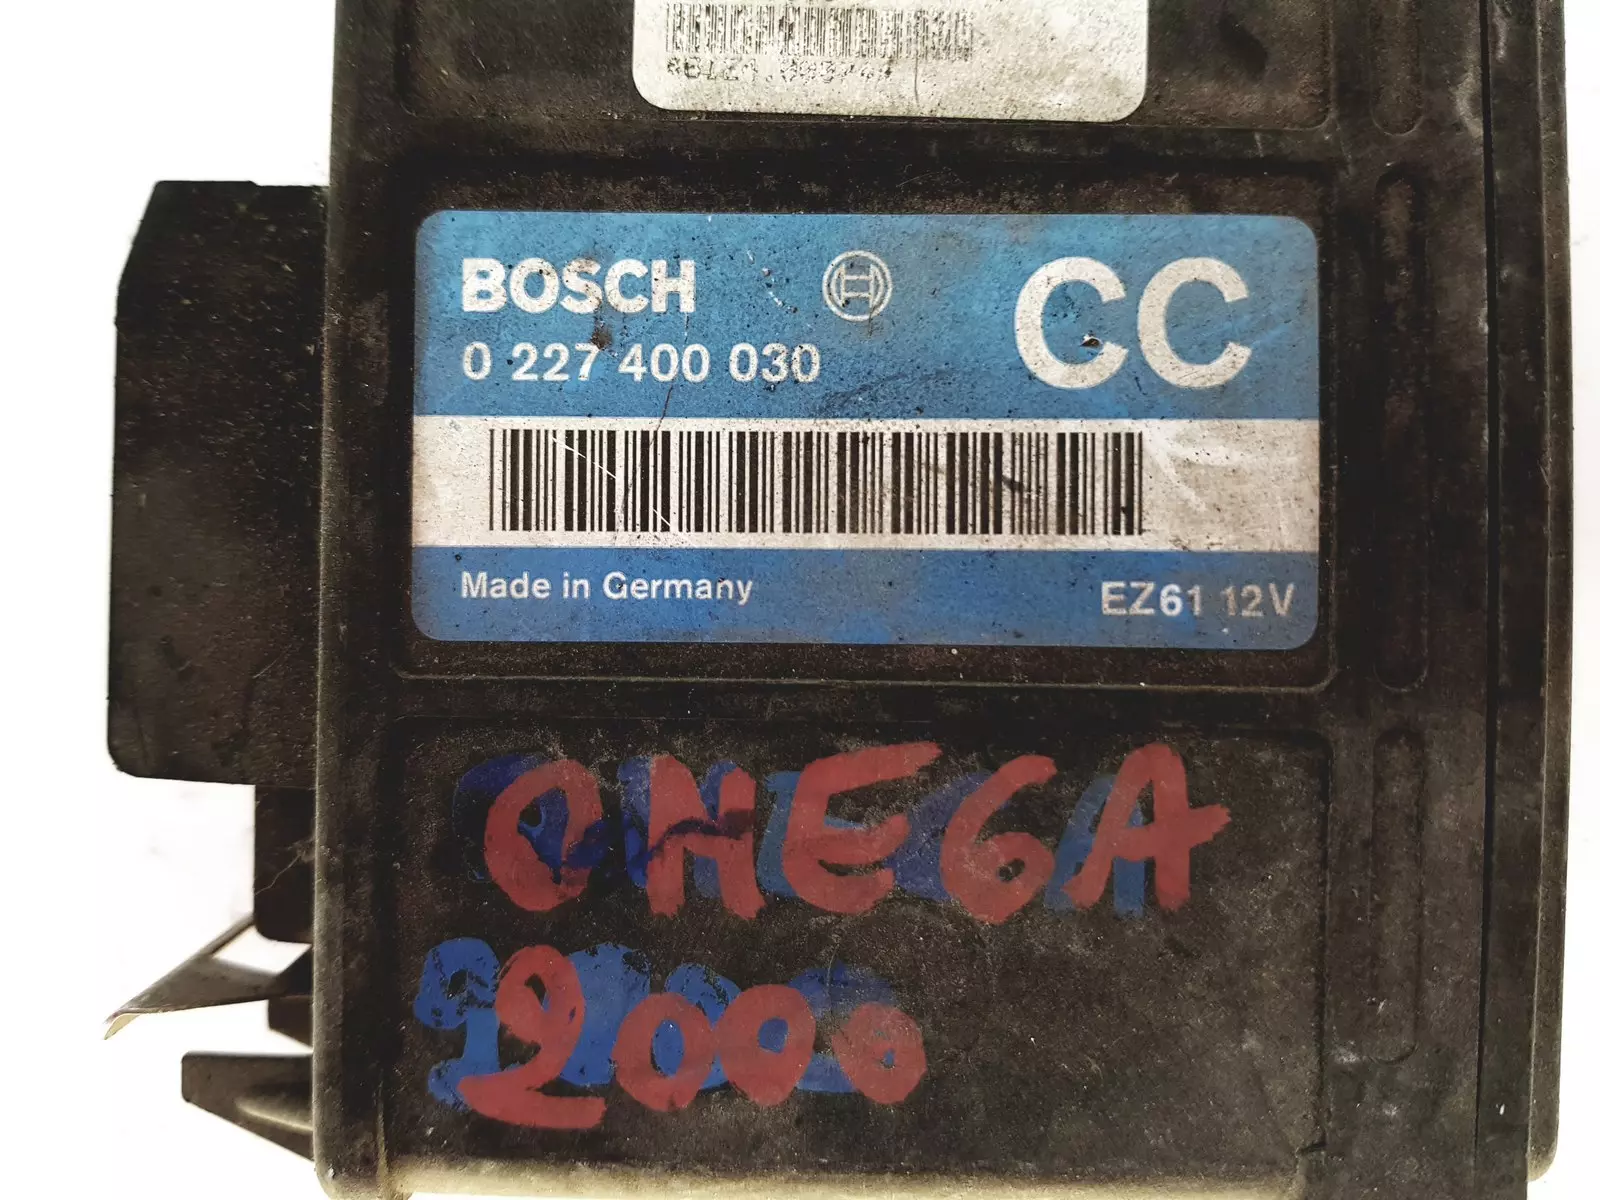 BOSCH CC
0 227 400 030
Made in Germany EZ61 12V
OMEGA
2000